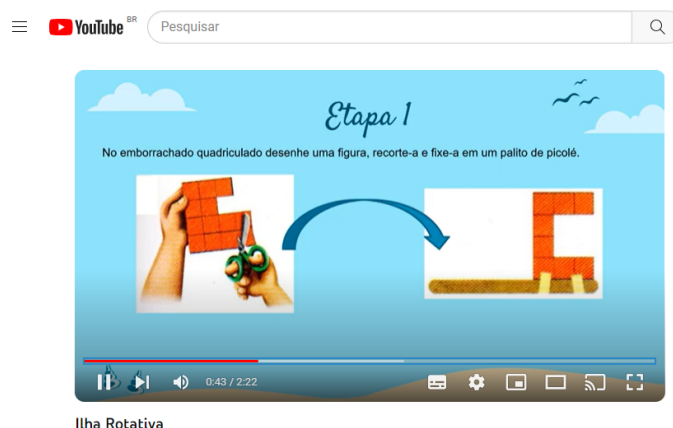 YouTube BR
Pesquisar
Etapa 1
No emborrachado quadriculado desenhe uma figura, recorte-a e fixe-a em um palito de picolé.
0:43 / 2:22
Ilha Rotativa